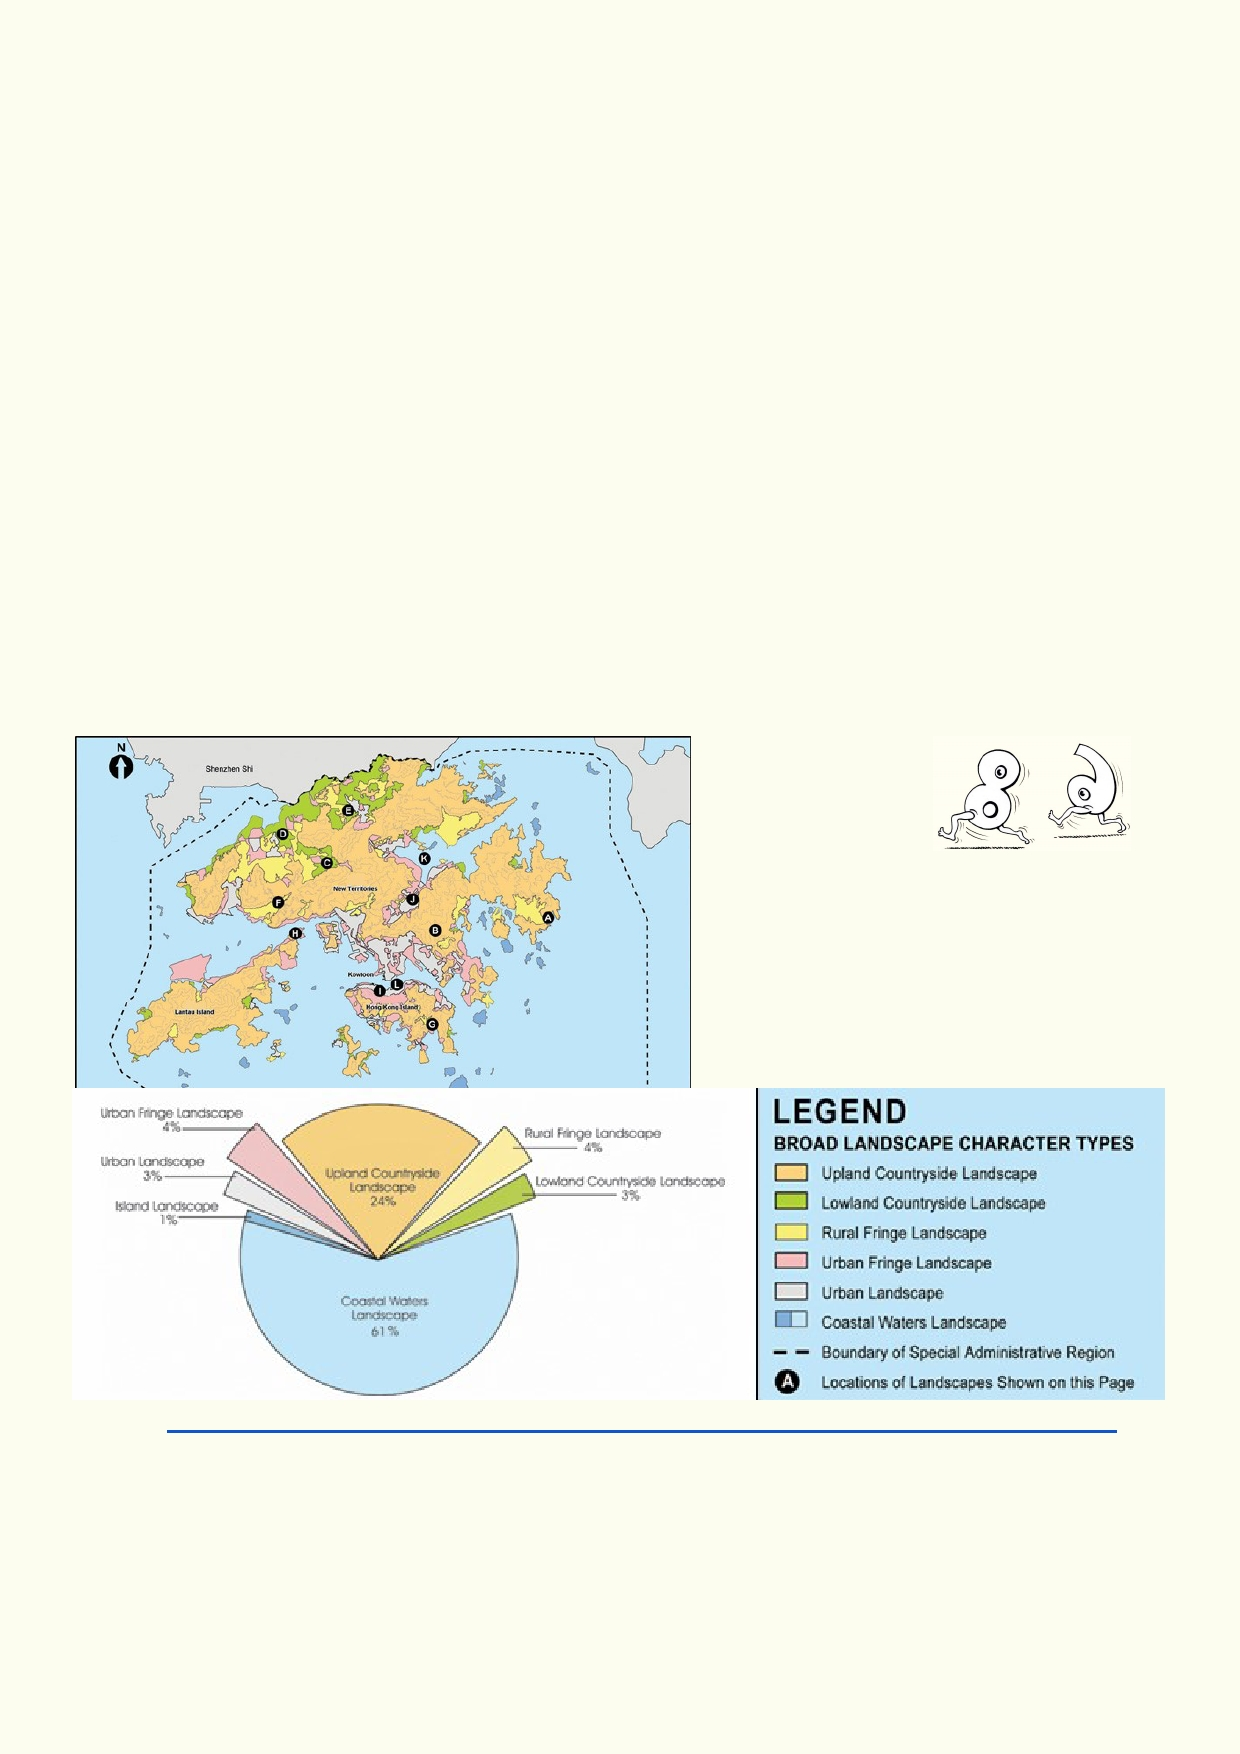 N
Shenzhen Shi
E
D
K
C
New Territories
J
F
A
B
H
Kowloon
L
I
Hong Kong Island
Lantau Island
G
Urban Fringe Landscape
4%
Rural Fringe Landscape
4%
Urban Landscape
3%
Upland Countryside
Landscape
24%
Lowland Countryside Landscape
3%
Island Landscape
1%
Coastal Waters
Landscape
61%
LEGEND
BROAD LANDSCAPE CHARACTER TYPES
Upland Countryside Landscape
Lowland Countryside Landscape
Rural Fringe Landscape
Urban Fringe Landscape
Urban Landscape
Coastal Waters Landscape
Boundary of Special Administrative Region
A Locations of Landscapes Shown on this Page
8 6